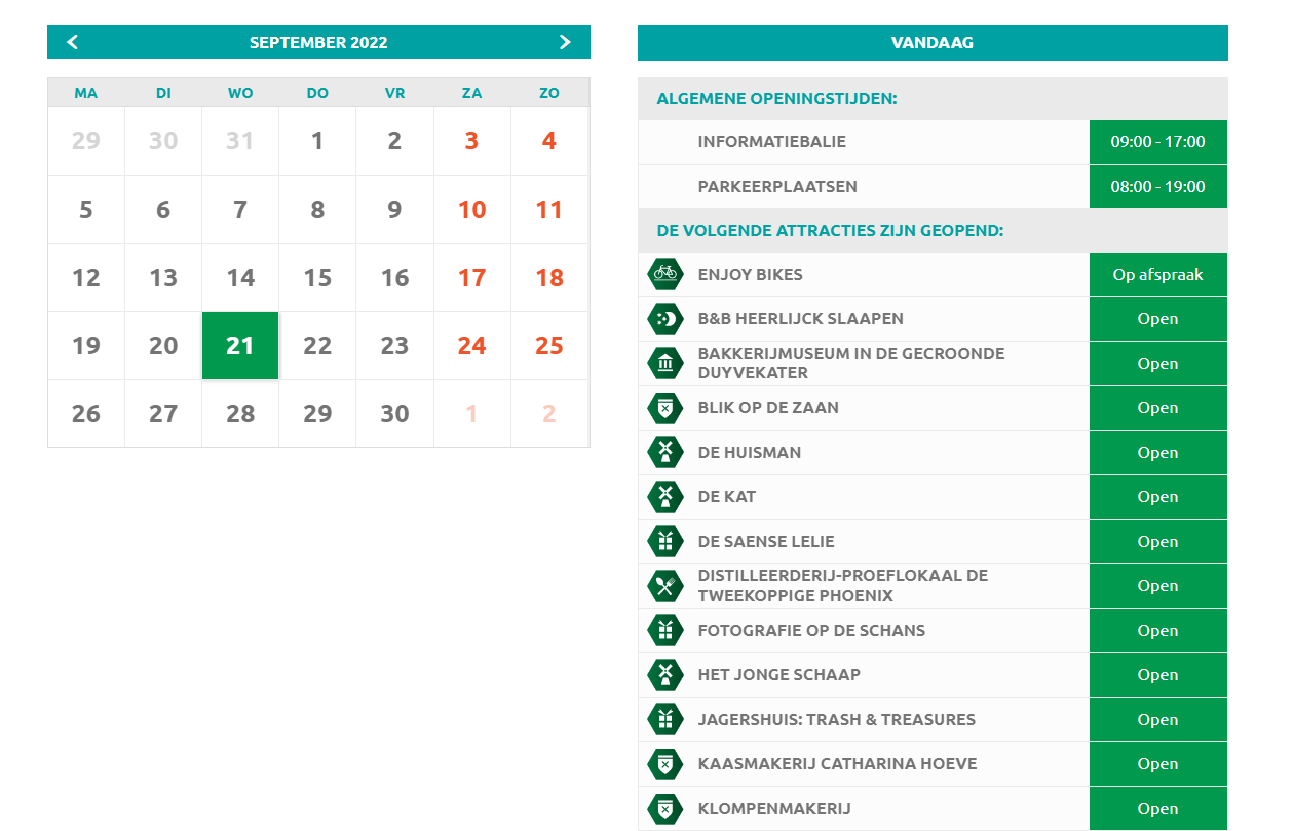 SEPTEMBER 2022
MA DI WO DO VR ZA ZO
29 30 31 1 2 3 4
5 6 7 8 9 10 11
12 13 14 15 16 17 18
19 20 21 22 23 24 25
26 27 28 29 30 1 2
VANDAAG
ALGEMENE OPENINGSTIJDEN:
INFORMATIEBALIE 09:00 - 17:00
PARKEERPLAATSEN 08:00 - 19:00
DE VOLGENDE ATTRACTIES ZIJN GEOPEND:
ENJOY BIKES Op afspraak
B&B HEERLIJCK SLAAPEN Open
BAKKERIJMUSEUM IN DE GECROONDE
DUYVEKATER Open
BLIK OP DE ZAAN Open
DE HUISMAN Open
DE KAT Open
DE SAENSE LELIE Open
DISTILLEERDERIJ-PROEFLOKAAL DE
TWEEKOPPIGE PHOENIX Open
FOTOGRAFIE OP DE SCHANS Open
HET JONGE SCHAAP Open
JAGERSHUIS: TRASH & TREASURES Open
KAASMAKERIJ CATHARINA HOEVE Open
KLOMPENMAKERIJ Open